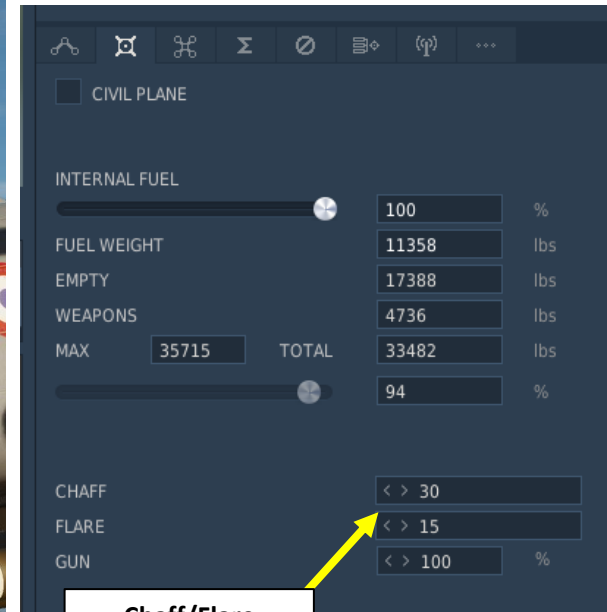 CIVIL PLANE
INTERNAL FUEL
100 %
FUEL WEIGHT 11358 lbs
EMPTY 17388 lbs
WEAPONS 4736 lbs
MAX 35715 TOTAL 33482 lbs
94 %
CHAFF < > 30
FLARE < > 15
GUN < > 100 %
Chaff/Flare